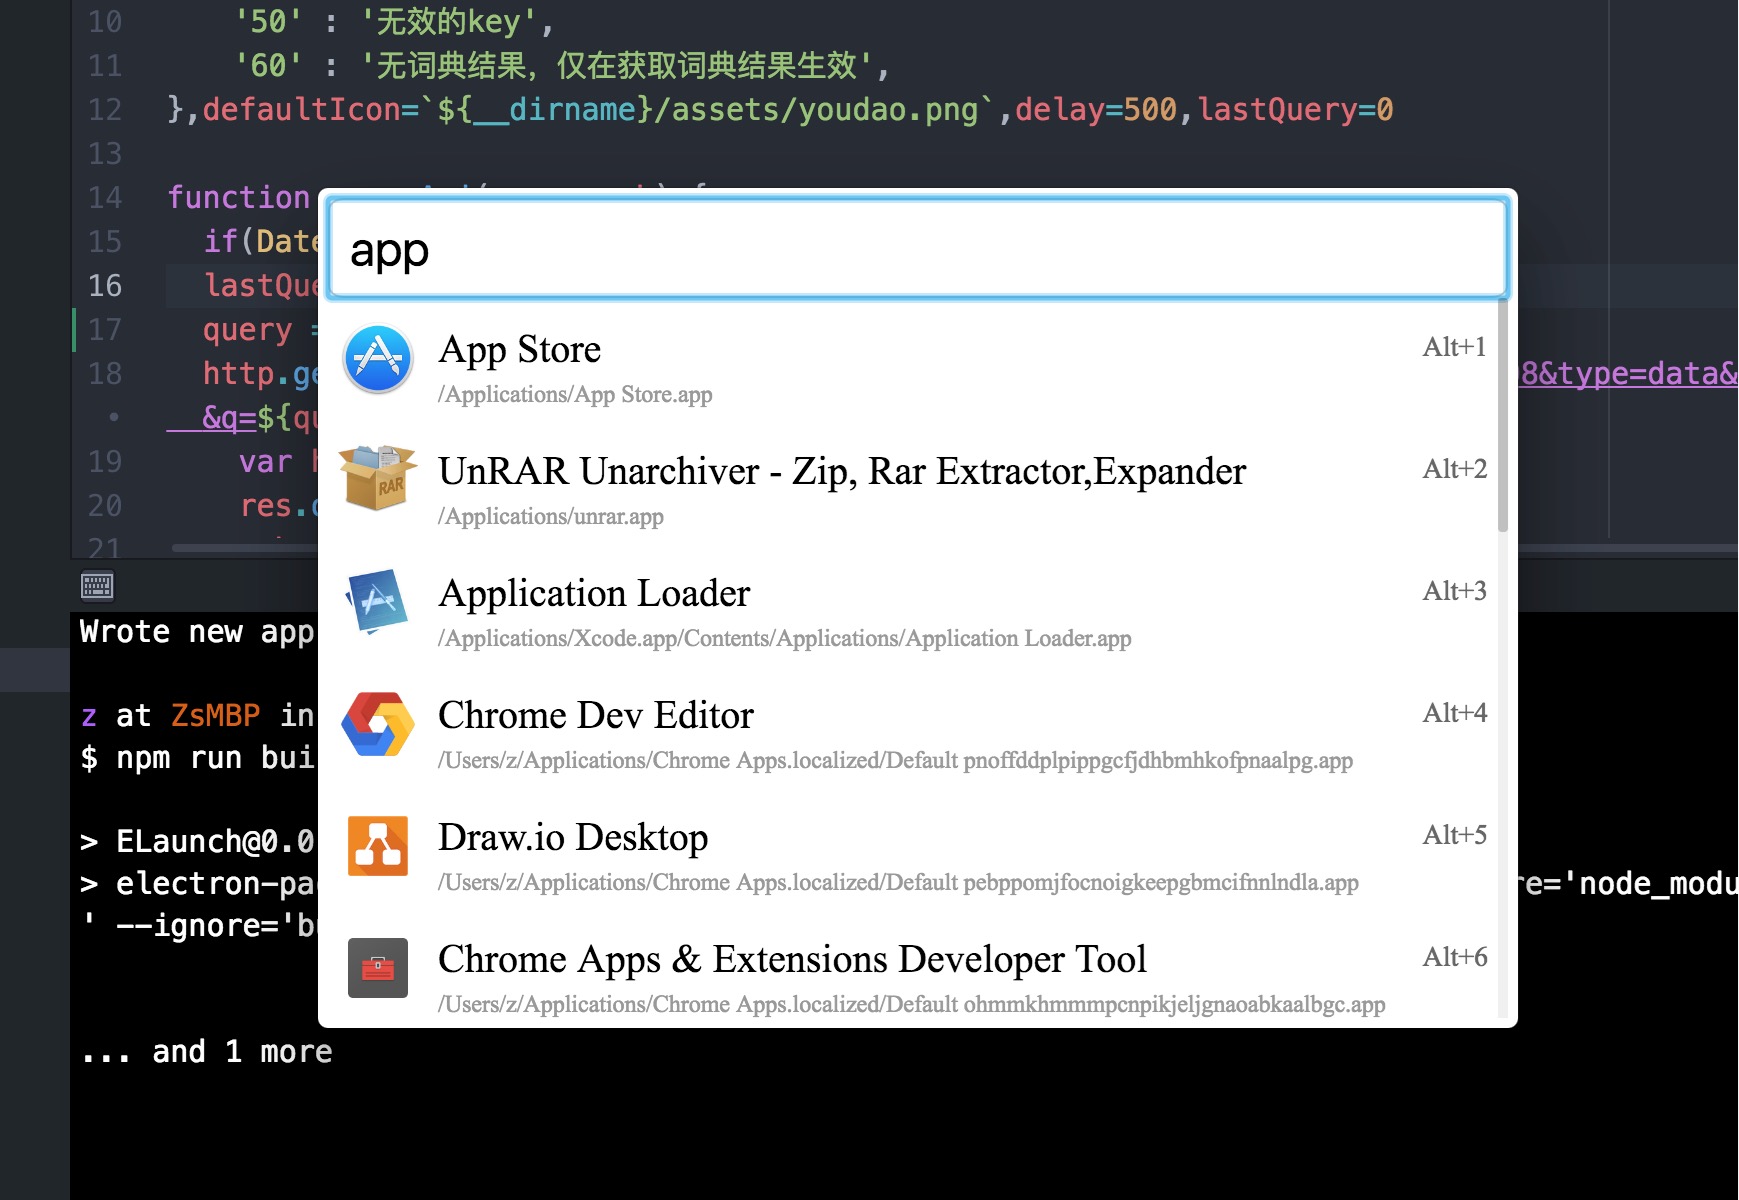 10 '50' : '无效的key',
11 '60' : '无词典结果, 仅在获取词典结果生效',
12 },defaultIcon=`${__dirname}/assets/youdao.png`,delay=500,lastQuery=0
13
14 function
15 if(Date
16 lastQue
17 query =
18 http.ge 8&type=data&
• __&q=${qu
19 var
20 res.
21
app
App Store Alt+1
/Applications/App Store.app
UnRAR Unarchiver - Zip, Rar Extractor,Expander Alt+2
/Applications/unrar.app
Application Loader Alt+3
/Applications/Xcode.app/Contents/Applications/Application Loader.app
Chrome Dev Editor Alt+4
/Users/z/Applications/Chrome Apps.localized/Default pnoffddplpippgcfjdhbmhkofpnaalpg.app
Draw.io Desktop Alt+5
/Users/z/Applications/Chrome Apps.localized/Default pebppomjfocnoigkeepgbmcifnnlndla.app
Chrome Apps & Extensions Developer Tool Alt+6
/Users/z/Applications/Chrome Apps.localized/Default ohmmkhmmmpcnpikjeljgnaoabkaalbgc.app
RAR
Wrote new app
z at ZsMBP in
$ npm run bui
> ELaunch@0.0
> electron-pa re='node_modu
' --ignore='b
... and 1 more